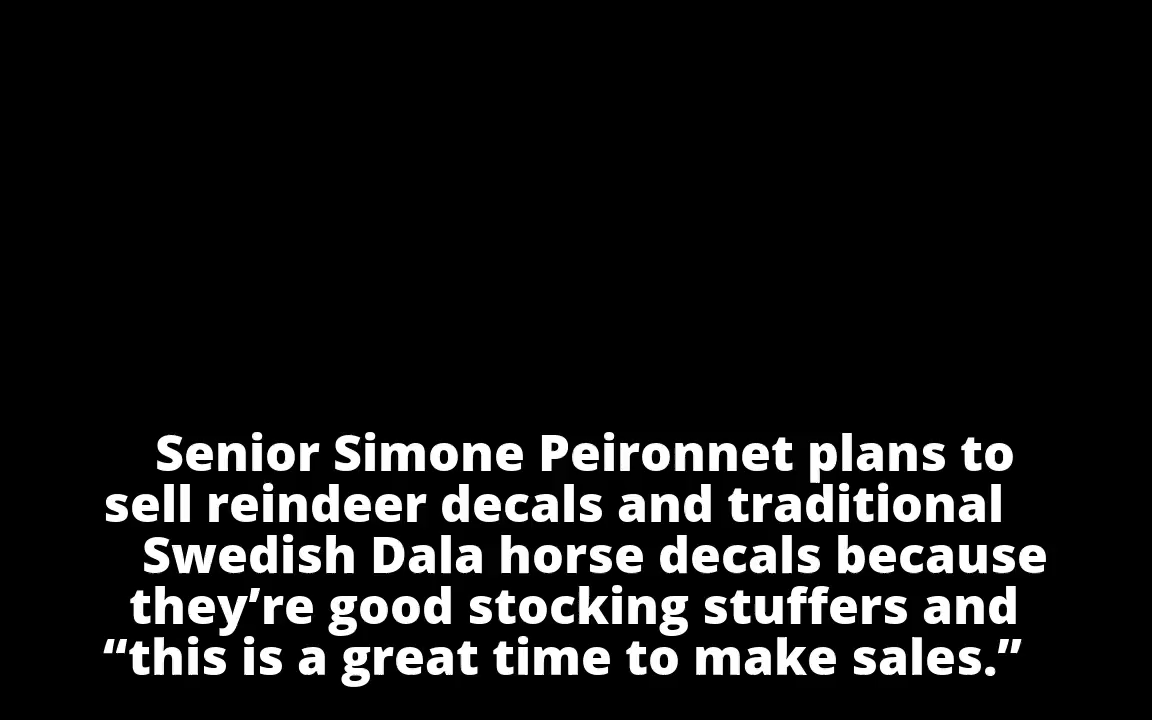 Senior Simone Peironnet plans to
sell reindeer decals and traditional
Swedish Dala horse decals because
they’re good stocking stuffers and
“this is a great time to make sales.”